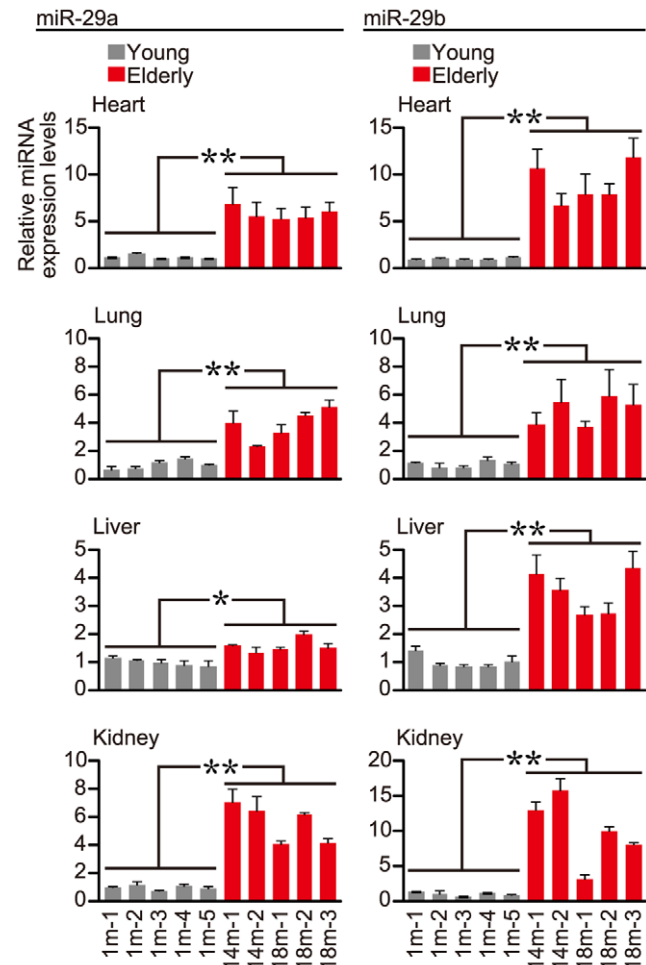 miR-29a
miR-29b
Young
Elderly
Young
Elderly
Heart
Heart
Relative miRNA
expression levels
15
10
5
0
**
15
10
5
0
**
Lung
Lung
10
8
6
4
2
0
**
10
8
6
4
2
0
**
Liver
Liver
5
4
3
2
1
0
*
5
4
3
2
1
0
**
Kidney
Kidney
10
8
6
4
2
0
**
20
15
10
5
0
**
1m-1
1m-2
1m-3
1m-4
1m-5
14m-1
14m-2
18m-1
18m-2
18m-3
1m-1
1m-2
1m-3
1m-4
1m-5
14m-1
14m-2
18m-1
18m-2
18m-3